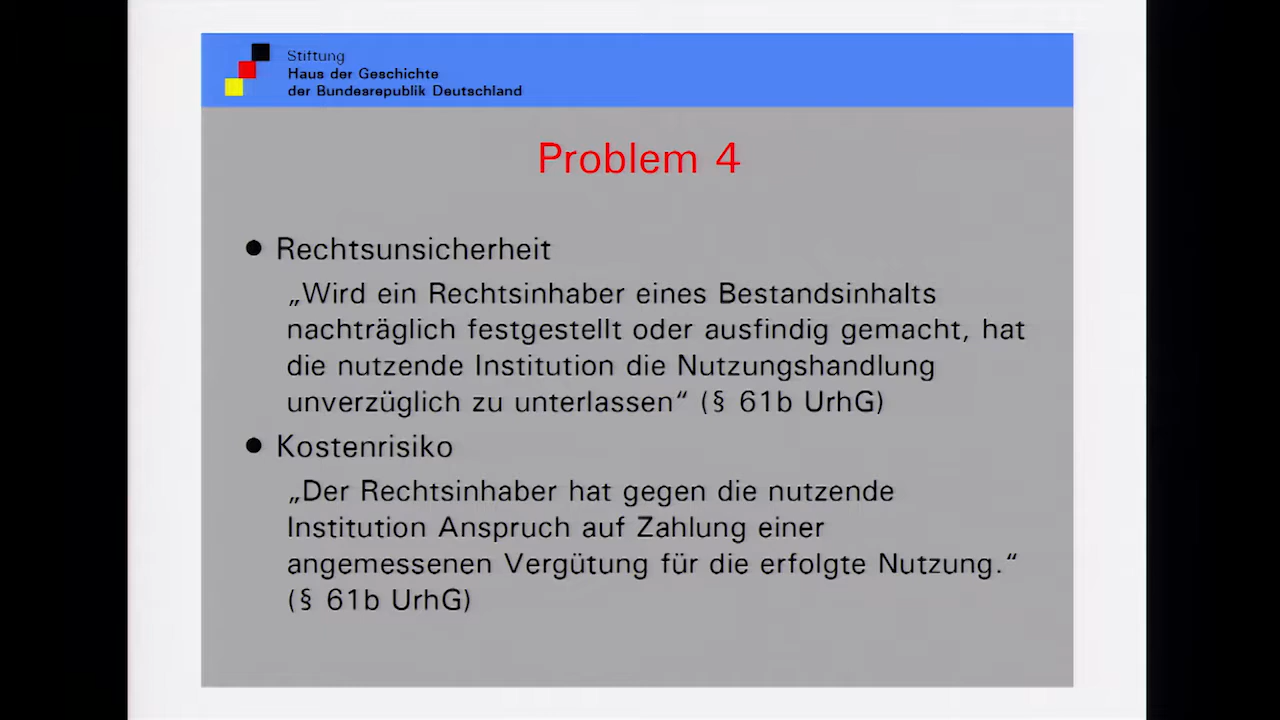 Stiftung
Haus der Geschichte
der Bundesrepublik Deutschland
Problem 4
● Rechtsunsicherheit
„Wird ein Rechtsinhaber eines Bestandsinhalts
nachträglich festgestellt oder ausfindig gemacht, hat
die nutzende Institution die Nutzungshandlung
unverzüglich zu unterlassen“ (§ 61b UrhG)
● Kostenrisiko
„Der Rechtsinhaber hat gegen die nutzende
Institution Anspruch auf Zahlung einer
angemessenen Vergütung für die erfolgte Nutzung.“
(§ 61b UrhG)